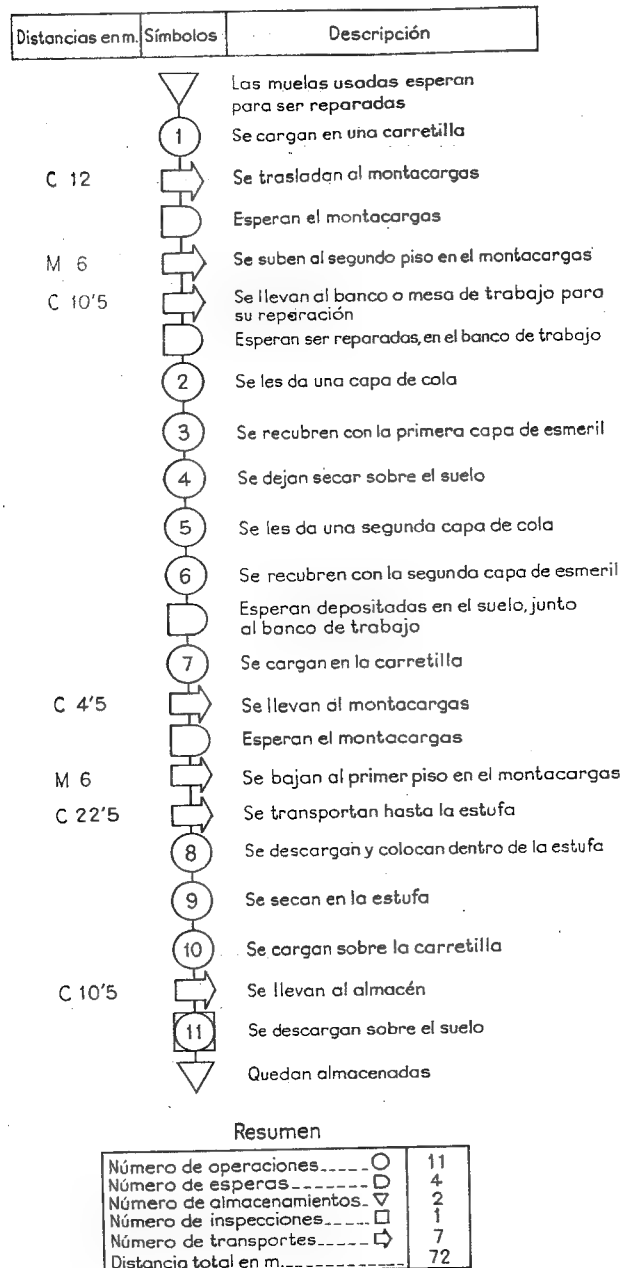 Distancias en m. Símbolos Descripción
Las muelas usadas esperan
para ser reparadas
1 Se cargan en una carretilla
C 12 Se trasladan al montacargas
Esperan el montacargas
M 6 Se suben al segundo piso en el montacargas
C 10'5 Se llevan al banco o mesa de trabajo para
su reparación
Esperan ser reparadas, en el banco de trabajo
2 Se les da una capa de cola
3 Se recubren con la primera capa de esmeril
4 Se dejan secar sobre el suelo
5 Se les da una segunda capa de cola
6 Se recubren con la segunda capa de esmeril
Esperan depositadas en el suelo, junto
al banco de trabajo
7 Se cargan en la carretilla
C 4'5 Se llevan al montacargas
Esperan el montacargas
M 6 Se bajan al primer piso en el montacargas
C 22'5 Se transportan hasta la estufa
8 Se descargan y colocan dentro de la estufa
9 Se secan en la estufa
10 Se cargan sobre la carretilla
C 10'5 Se llevan al almacén
11 Se descargan sobre el suelo
Quedan almacenadas
Resumen
Número de operaciones 11
Número de esperas 4
Número de almacenamientos 2
Número de inspecciones 1
Número de transportes 7
Distancia total en m. 72